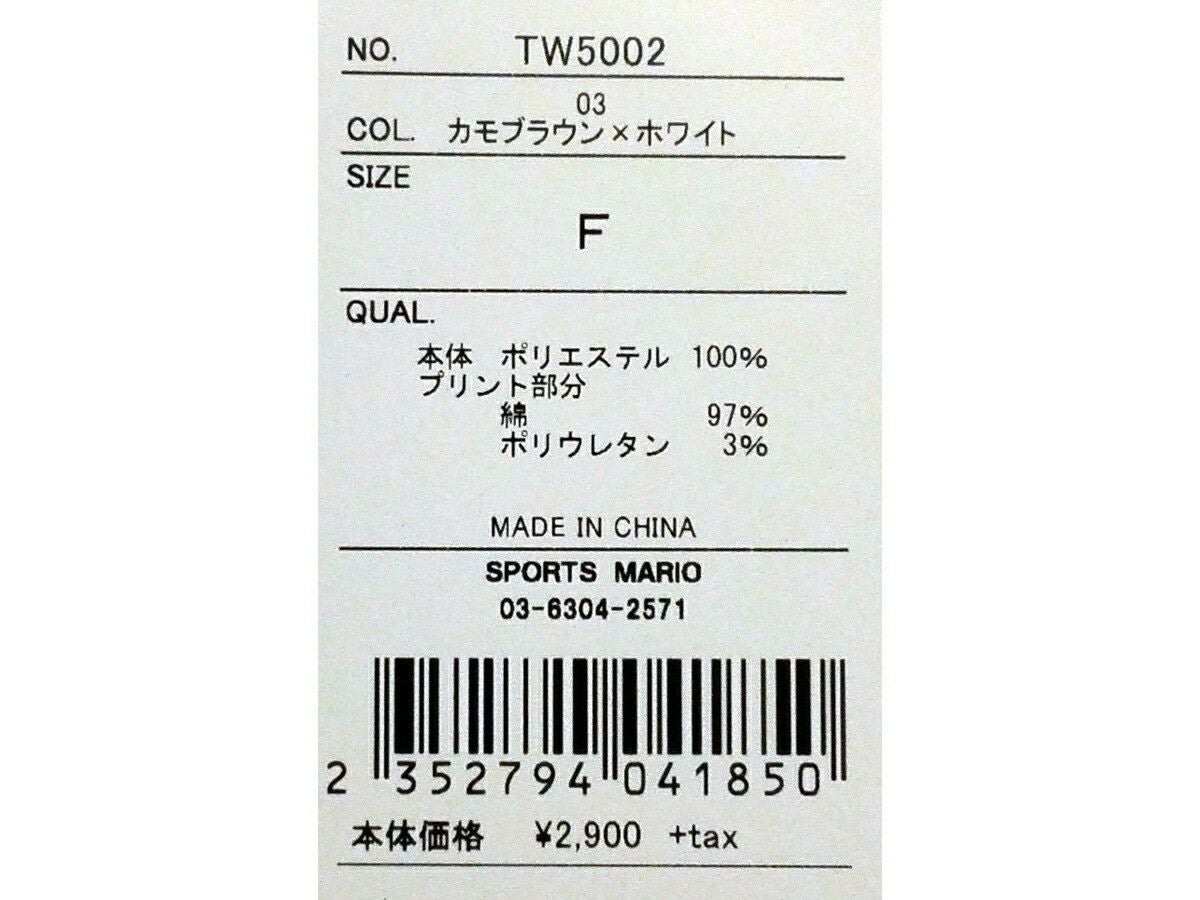 NO. TW5002
03
COL. カモブラウン×ホワイト
SIZE
F
QUAL.
本体 ポリエステル 100%
プリント部分
綿 97%
ポリウレタン 3%
MADE IN CHINA
SPORTS MARIO
03-6304-2571
2 352794 041850
本体価格 ¥2,900 +tax